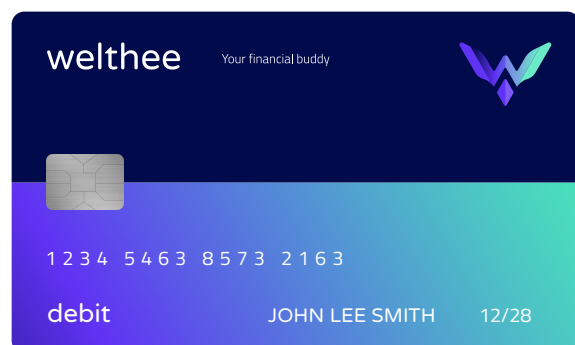 welthee Your financial buddy
1234 5463 8573 2163
debit JOHN LEE SMITH 12/28